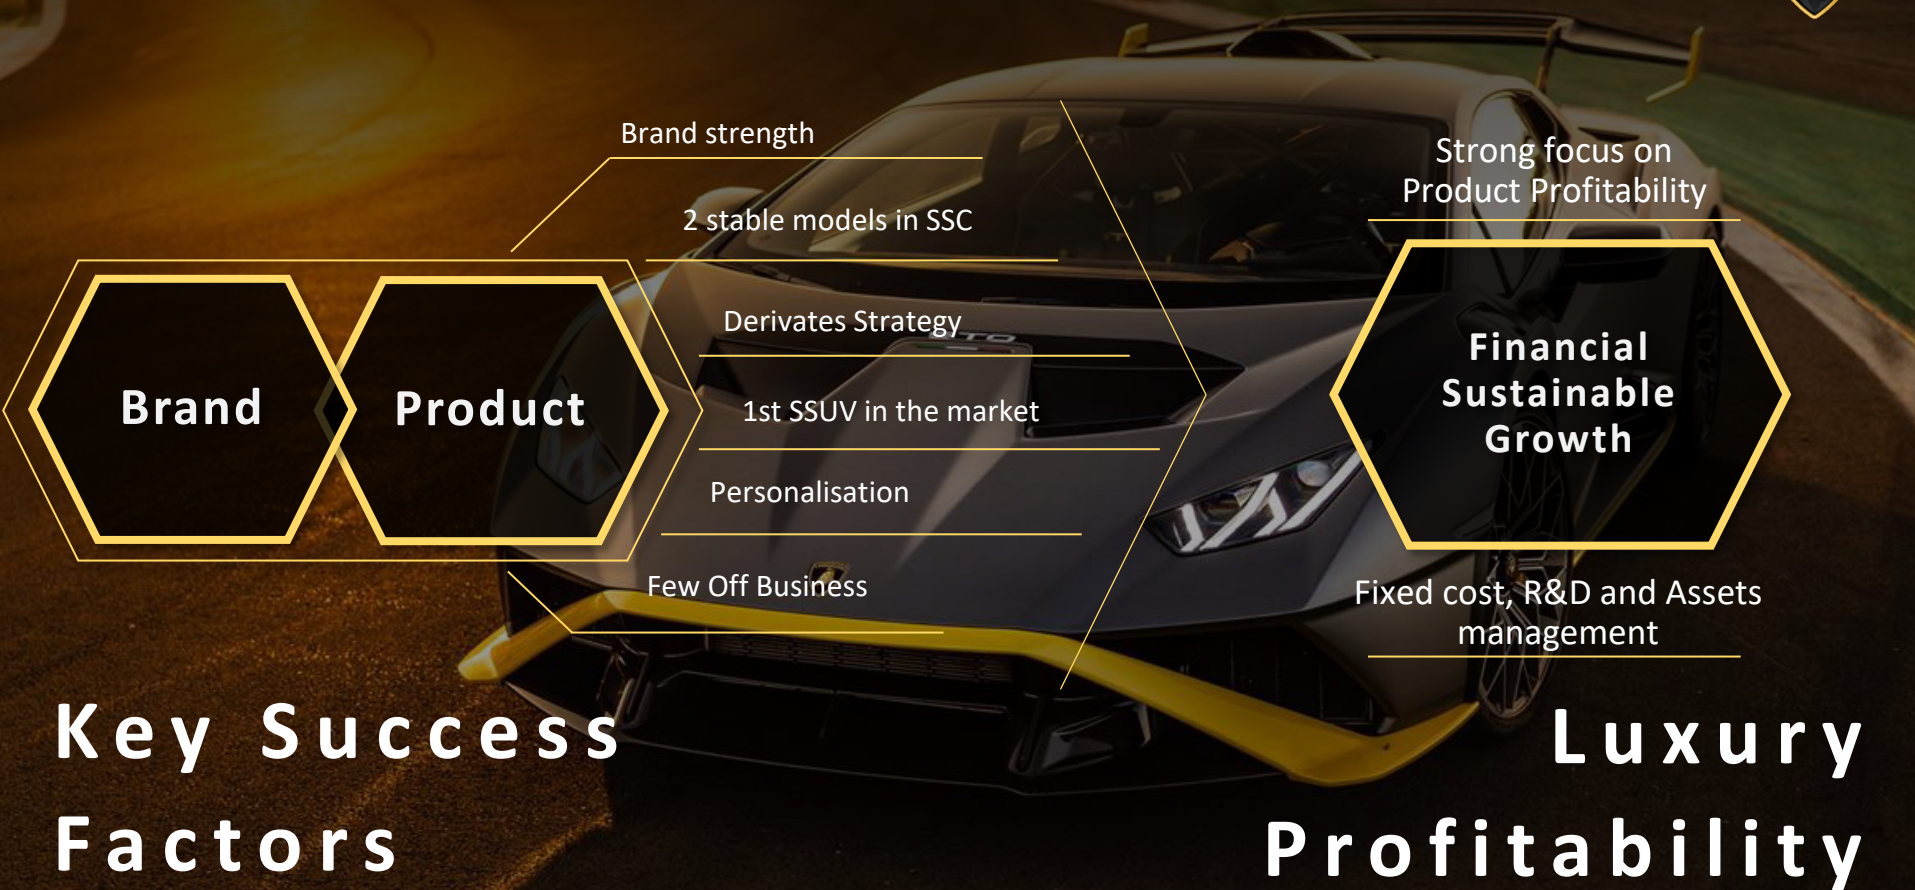 Brand strength
2 stable models in SSC
Derivates Strategy
1st SSUV in the market
Personalisation
Few Off Business
Brand
Product
Strong focus on
Product Profitability
Financial
Sustainable
Growth
Fixed cost, R&D and Assets
management
Key Success
Factors
Luxury
Profitability
STO